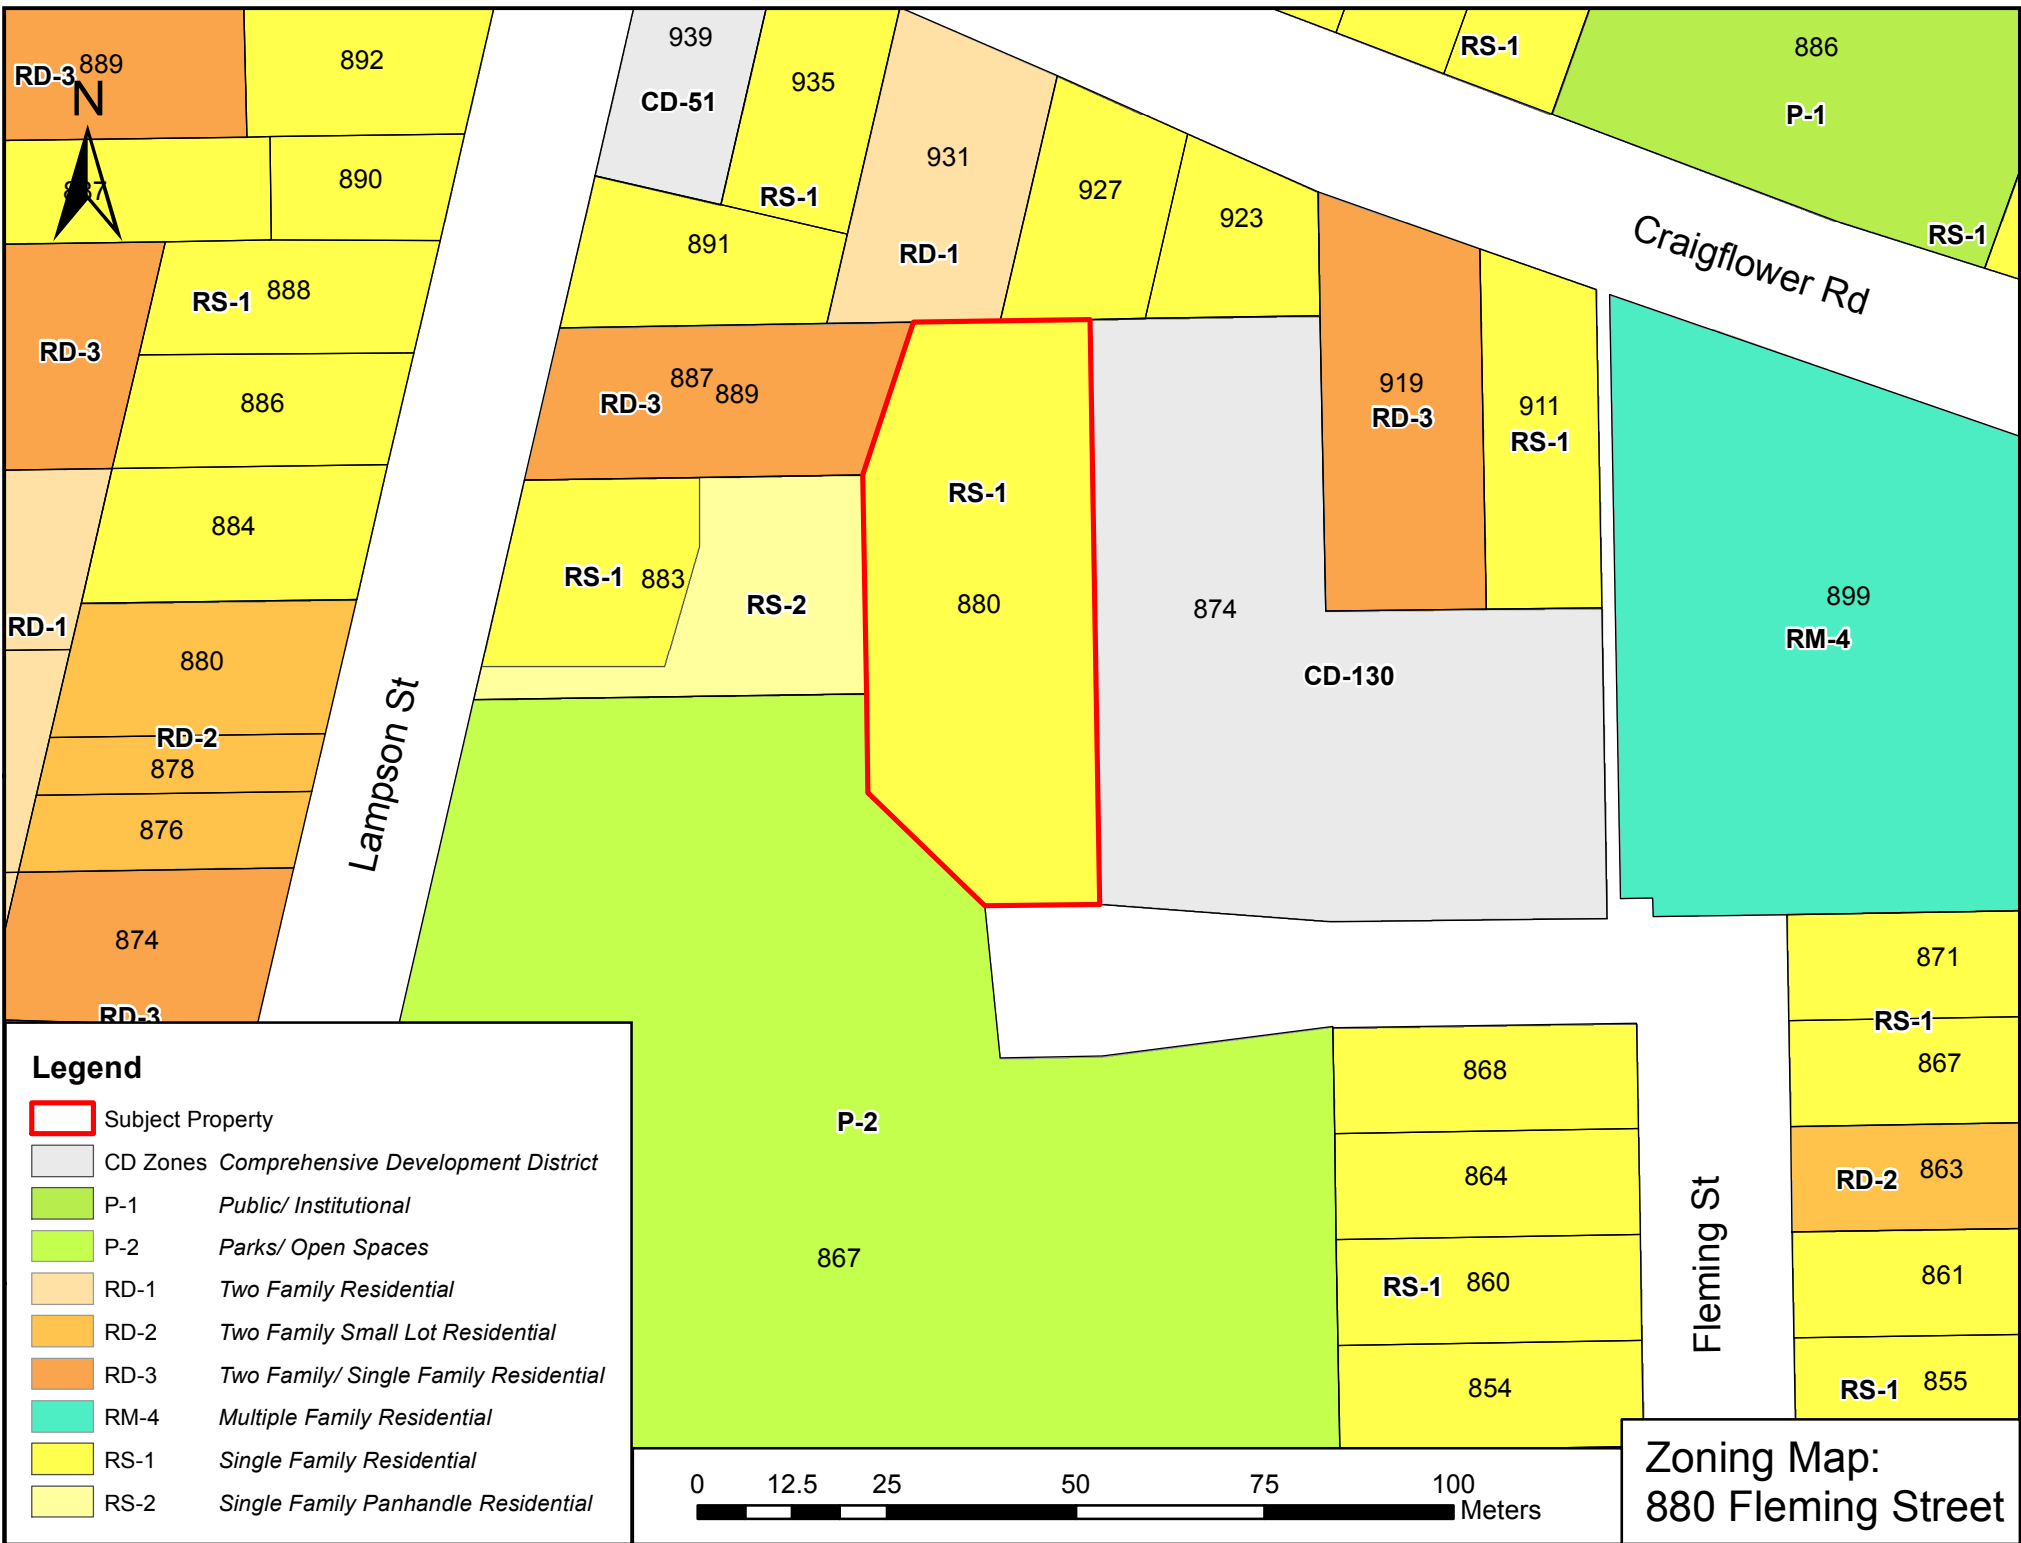 889
RD-3
N
892
887
890
939
CD-51
935
RS-1
891
931
RD-1
927
923
RS-1
886
P-1
RS-1
Craigflower Rd
RS-1 888
RD-3
886
884
RD-1
880
RD-2
878
876
874
RD-3
Lampson St
887
889
RD-3
RS-1 883
RS-2
RS-1
880
874
CD-130
919
RD-3
911
RS-1
899
RM-4
871
RS-1
867
RD-2 863
861
RS-1 855
868
864
RS-1 860
854
Fleming St
P-2
867
Legend
Subject Property
CD Zones Comprehensive Development District
P-1 Public/ Institutional
P-2 Parks/ Open Spaces
RD-1 Two Family Residential
RD-2 Two Family Small Lot Residential
RD-3 Two Family/ Single Family Residential
RM-4 Multiple Family Residential
RS-1 Single Family Residential
RS-2 Single Family Panhandle Residential
0 12.5 25 50 75 100
Meters
Zoning Map:
880 Fleming Street